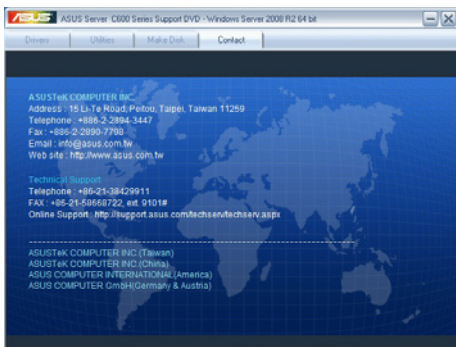 ASUS ASUS Server C600 Series Support DVD - Windows Server 2008 R2 64 bit
Drivers Utilities Make Disk Contact
ASUSTeK COMPUTER INC.
Address : 15 Li-Te Road, Peitou, Taipei, Taiwan 11259
Telephone : +886-2-2894-3447
Fax : +886-2-2890-7798
Email : info@asus.com.tw
Web site : http://www.asus.com.tw
Technical Support
Telephone : +86-21-38429911
FAX : +86-21-58668722, ext. 9101#
Online Support : http://support.asus.com/techserv/techserv.aspx
ASUSTeK COMPUTER INC.(Taiwan)
ASUSTeK COMPUTER INC.(China)
ASUS COMPUTER INTERNATIONAL(America)
ASUS COMPUTER GmbH(Germany & Austria)